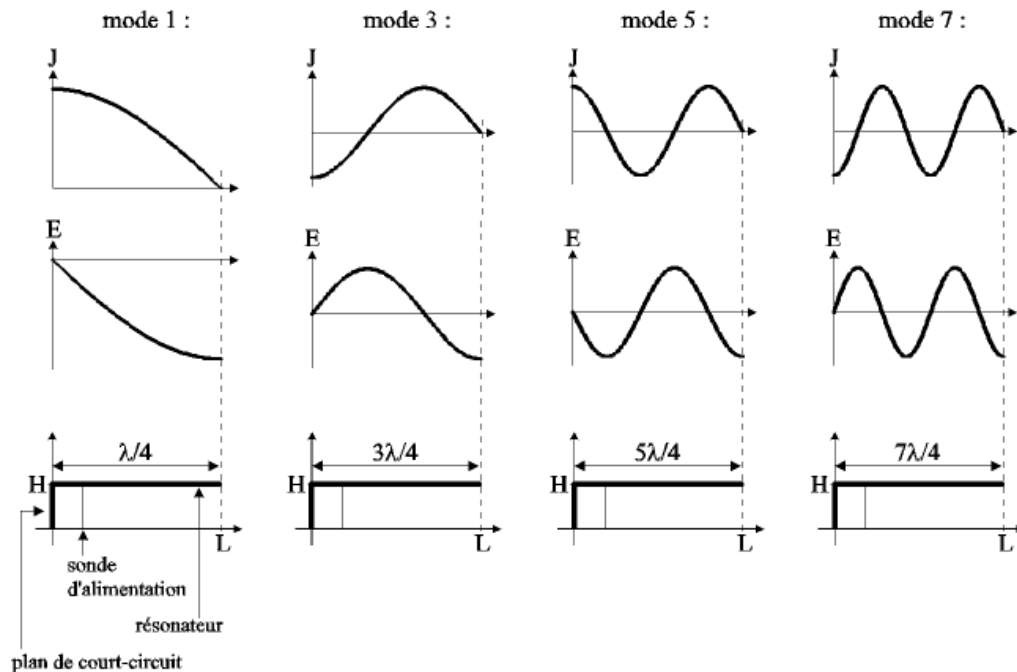 mode 1 :
mode 3 :
mode 5 :
mode 7 :
J
J
J
J
E
E
E
E
λ/4
3λ/4
5λ/4
7λ/4
H
H
H
H
L
L
L
L
sonde
d'alimentation
résonateur
plan de court-circuit